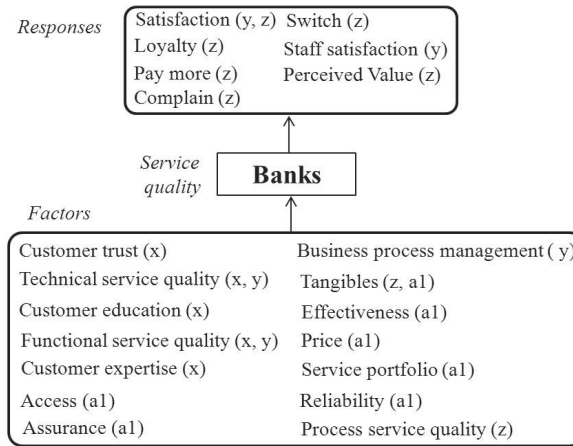 Responses
Satisfaction (y, z)
Switch (z)
Loyalty (z)
Staff satisfaction (y)
Pay more (z)
Perceived Value (z)
Complain (z)
Service
quality
Banks
Factors
Customer trust (x)
Business process management ( y)
Technical service quality (x, y)
Tangibles (z, a1)
Customer education (x)
Effectiveness (a1)
Functional service quality (x, y)
Price (a1)
Customer expertise (x)
Service portfolio (a1)
Access (a1)
Reliability (a1)
Assurance (a1)
Process service quality (z)